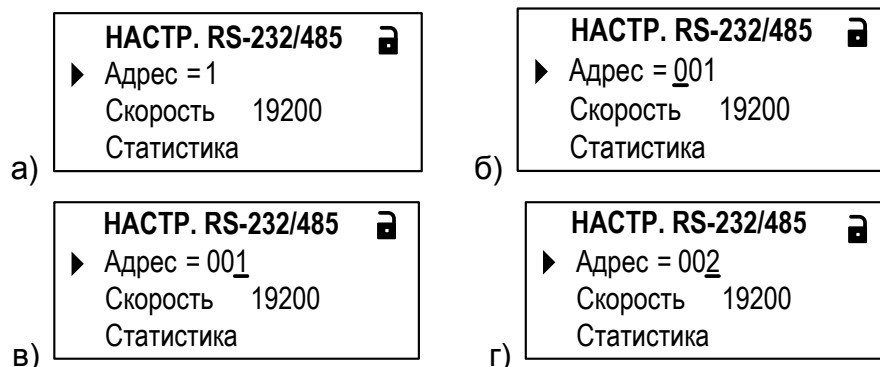 НАСТР. RS-232/485
Адрес =1
Скорость 19200
Статистика
а)
НАСТР. RS-232/485
Адрес = 001
Скорость 19200
Статистика
б)
НАСТР. RS-232/485
Адрес = 001
Скорость 19200
Статистика
в)
НАСТР. RS-232/485
Адрес = 002
Скорость 19200
Статистика
г)